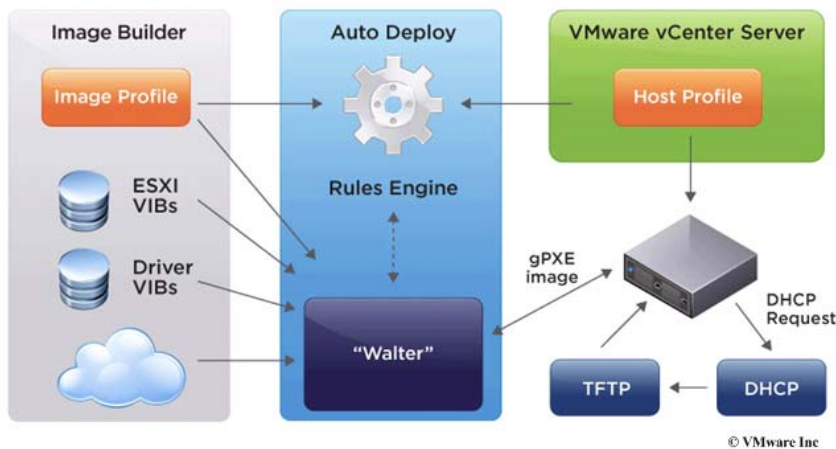 Image Builder
Image Profile
ESXI
VIBs
Driver
VIBs
Auto Deploy
Rules Engine
“Walter”
VMware vCenter Server
Host Profile
gPXE
image
DHCP
Request
TFTP
DHCP
© VMware Inc